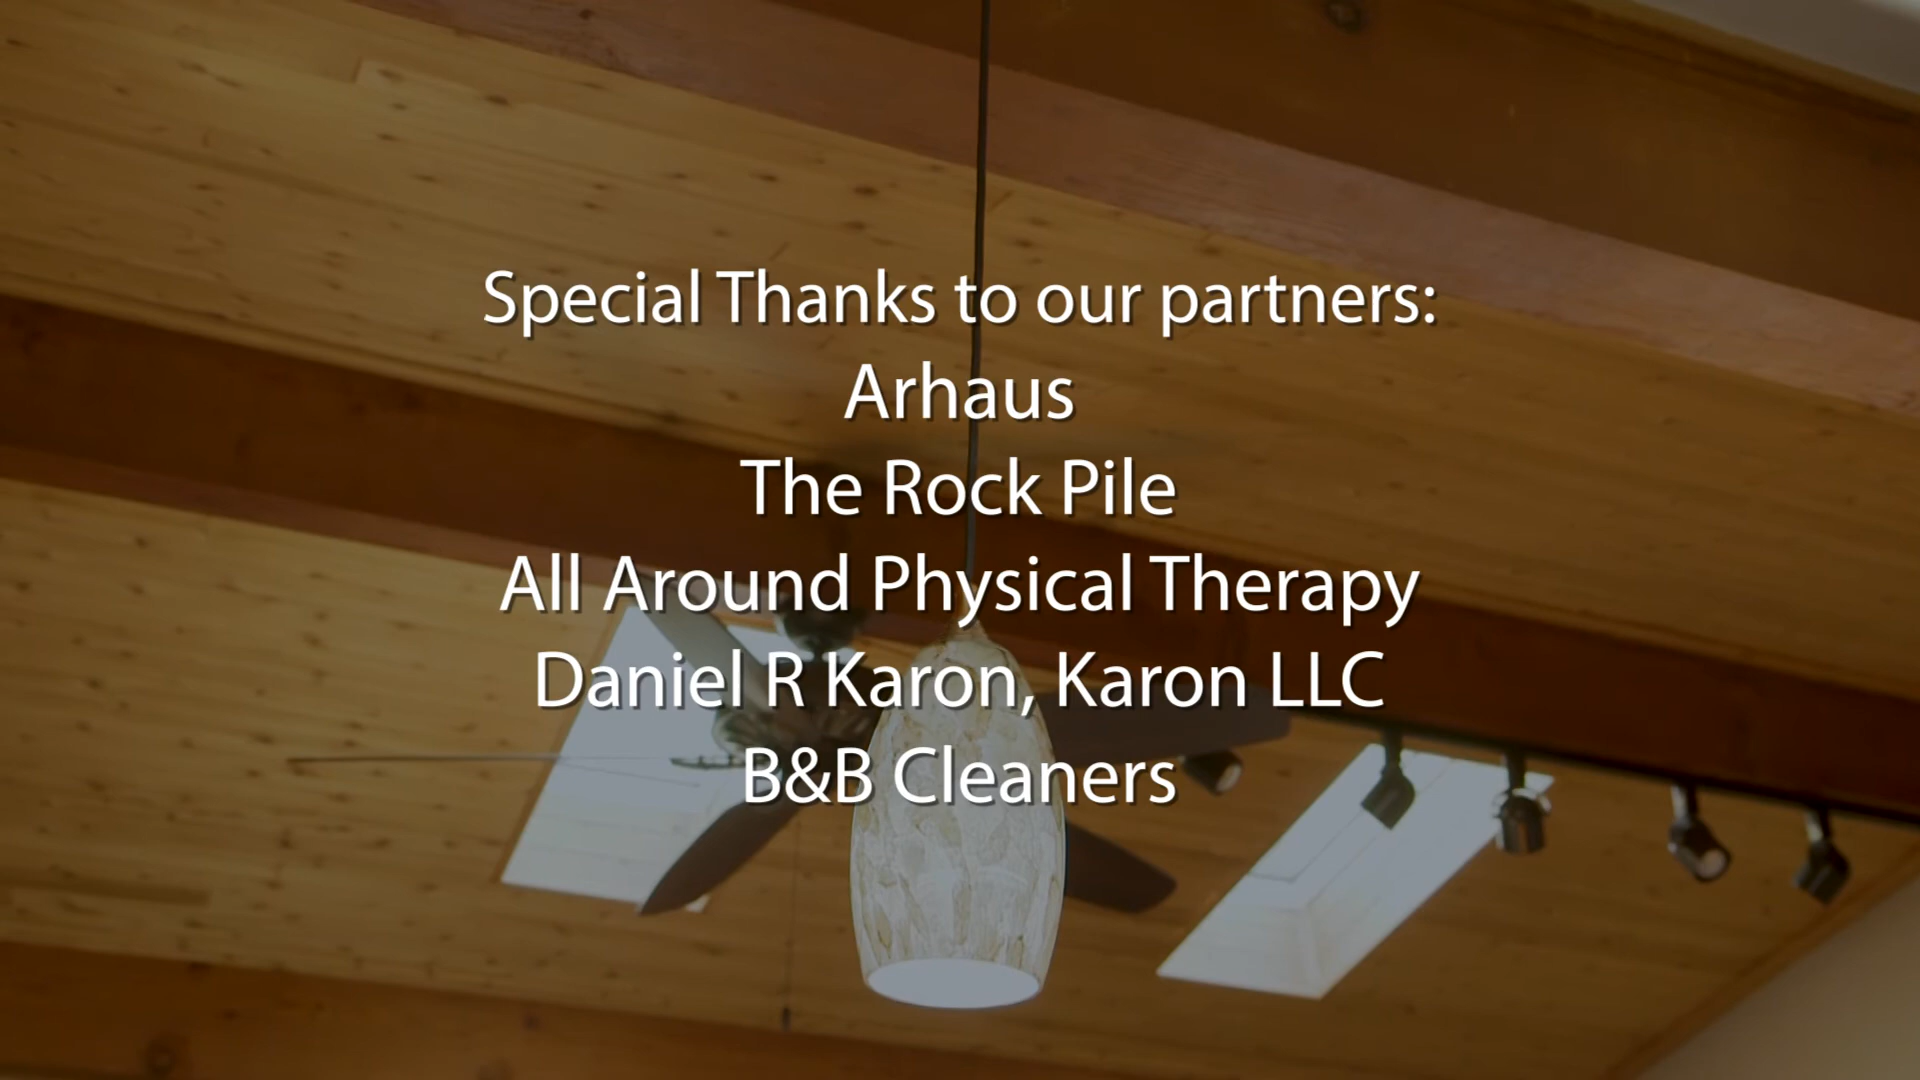 Special Thanks to our partners:
Arhaus
The Rock Pile
All Around Physical Therapy
Daniel R Karon, Karon LLC
B&B Cleaners